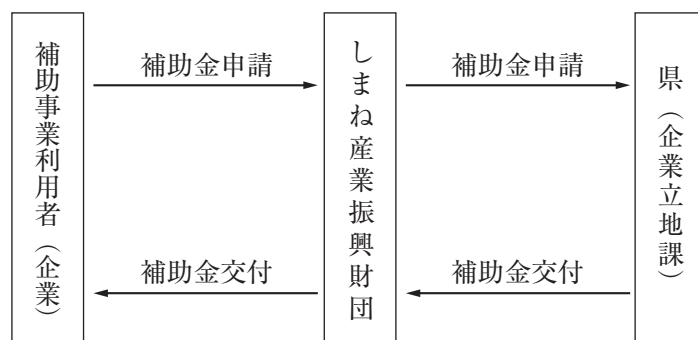 補助事業利用者（企業）
補助金申請
補助金交付
しまね産業振興財団
補助金申請
補助金交付
県（企業立地課）